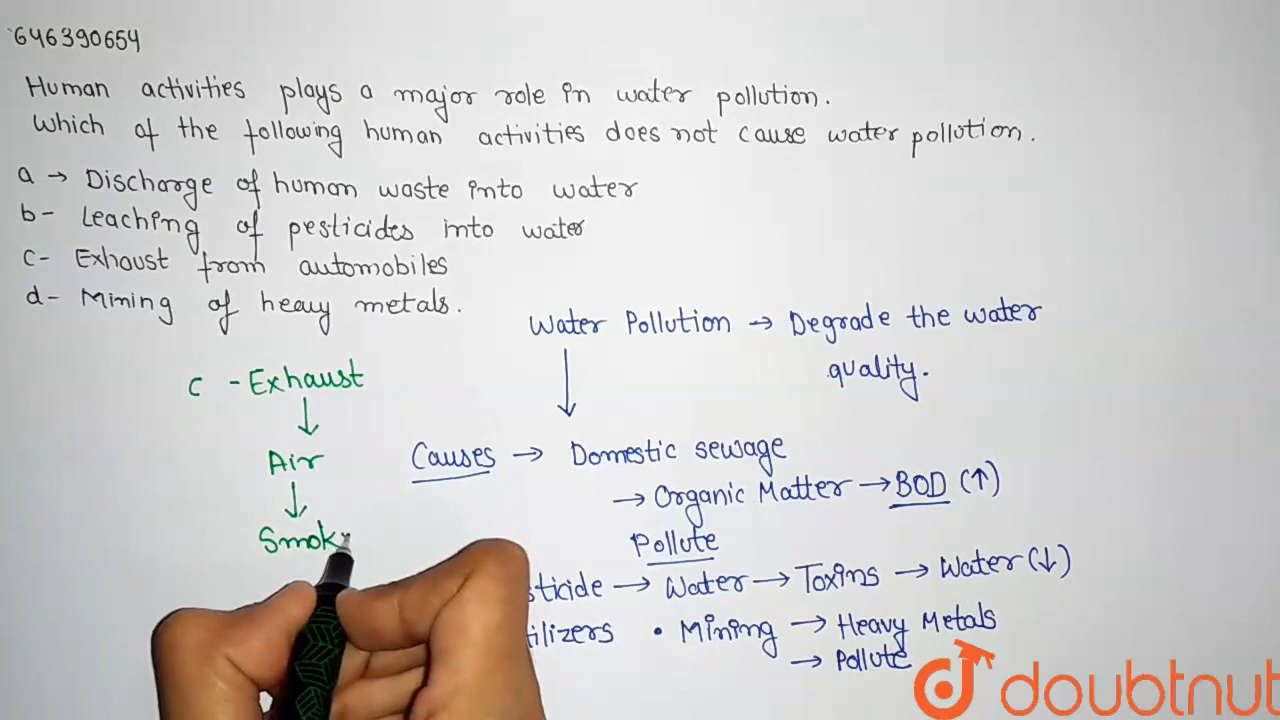 646390654
Human activities plays a major role in water pollution.
Which of the following human activities does not cause water pollution.
a → Discharge of human waste into water
b- Leaching of pesticides into water
c- Exhaust from automobiles
d- Mining of heavy metals.
Water Pollution → Degrade the water
quality.
↓
c - Exhaust
↓
Air
↓
Causes → Domestic sewage
→ Organic Matter → BOD (↑)
Pollute
→ Water → Toxins → Water (↓)
• Mining → Heavy Metals
→ Pollute
doubtnut